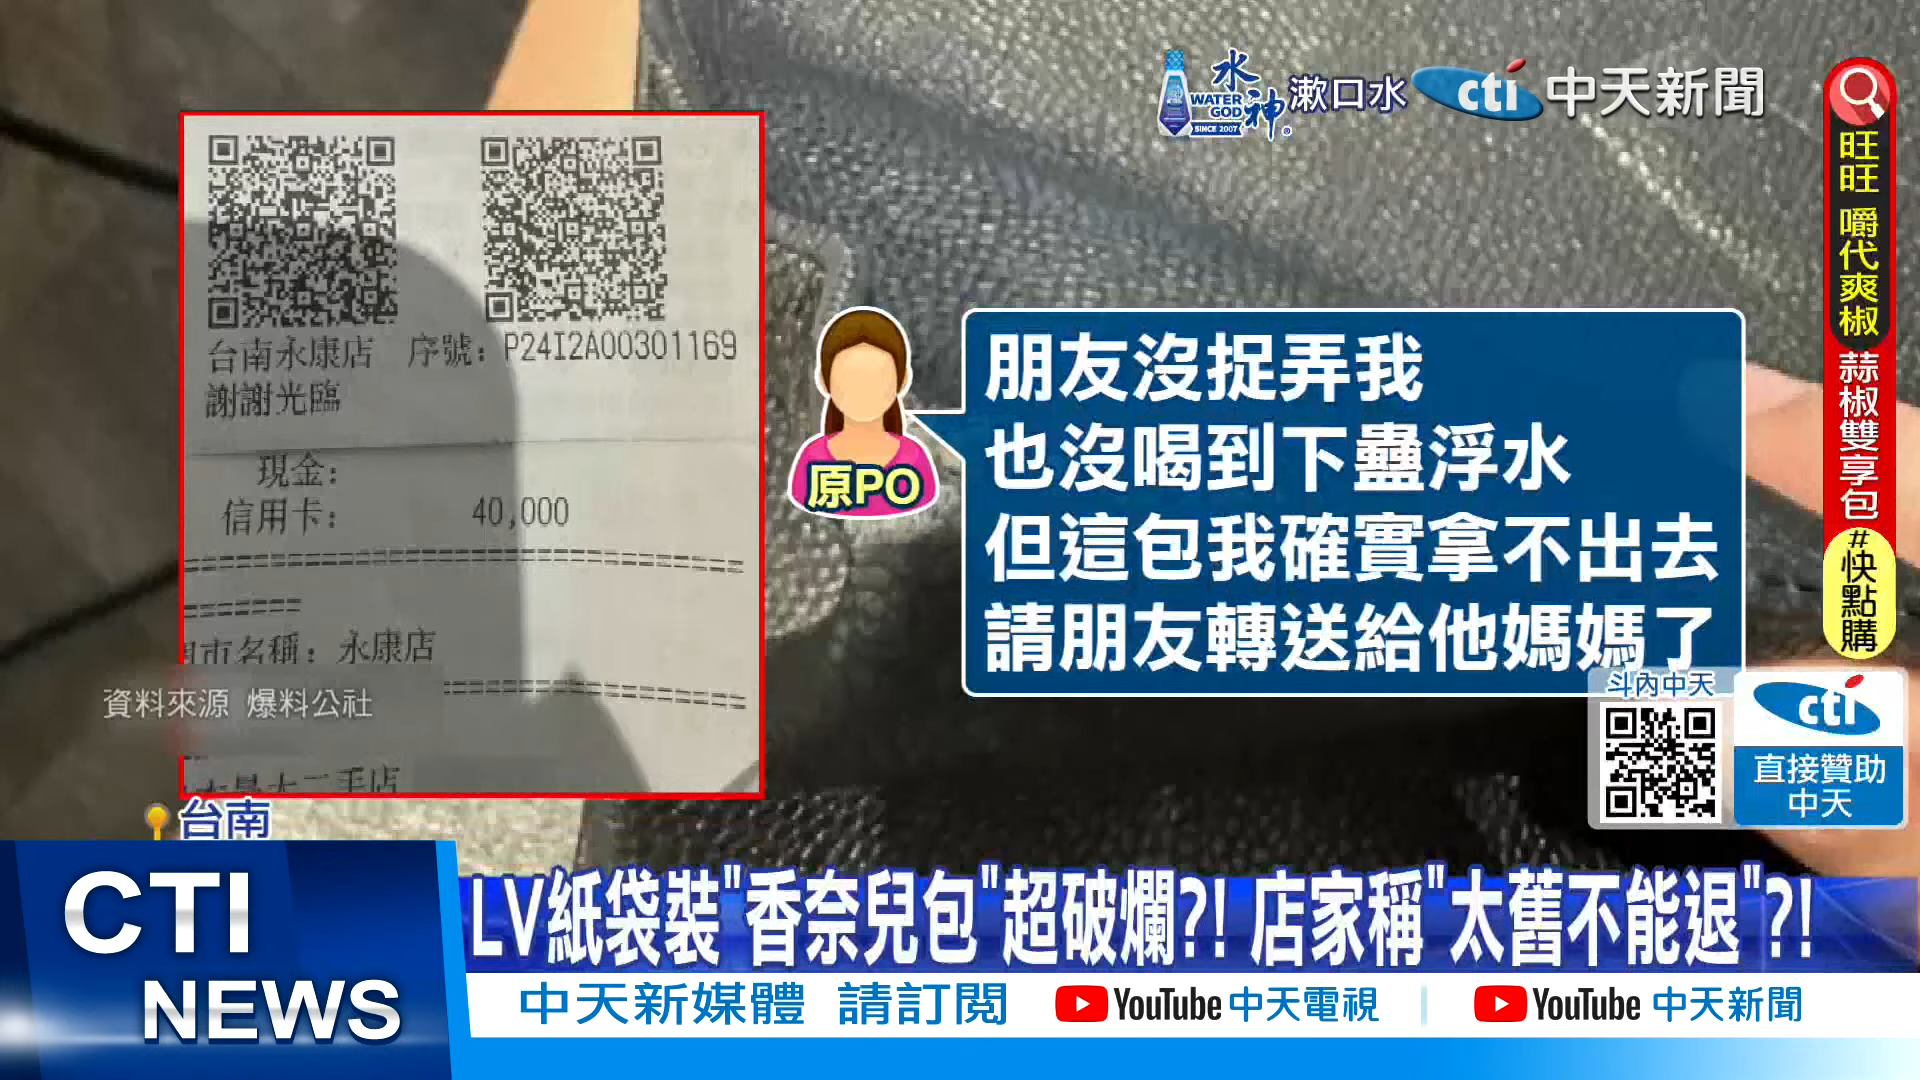 水神
WATER GOD
SINCE 2007
漱口水
cti 中天新聞
旺旺 嚼代爽椒
蒜椒雙享包
#快點購
台南永康店 序號：P24I2A00301169
謝謝光臨
現金：
信用卡： 40,000
市名稱：永康店
資料來源 爆料公社
原PO
朋友沒捉弄我
也沒喝到下蠱浮水
但這包我確實拿不出去
請朋友轉送給他媽媽了
斗內中天
cti
直接贊助
中天
台南
CTI
NEWS
LV紙袋裝"香奈兒包"超破爛?! 店家稱"太舊不能退"?!
中天新媒體 請訂閱 YouTube 中天電視 YouTube 中天新聞